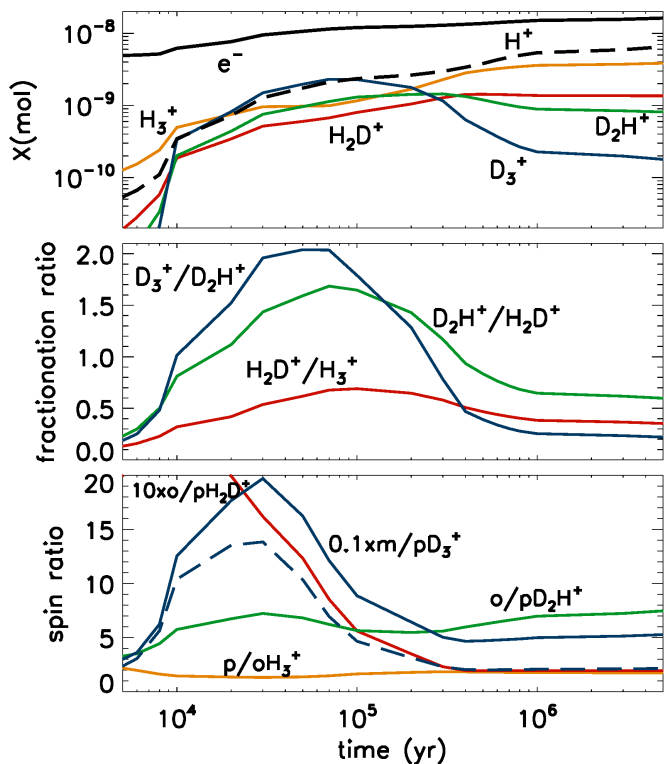 10⁻⁸
10⁻⁹
10⁻¹⁰
X(mol)
e⁻
H⁺
H₃⁺
H₂D⁺
D₂H⁺
D₃⁺
2.0
1.5
1.0
0.5
0.0
fractionation ratio
D₃⁺/D₂H⁺
D₂H⁺/H₂D⁺
H₂D⁺/H₃⁺
20
15
10
5
0
spin ratio
10xo/pH₂D⁺
0.1xm/pD₃⁺
o/pD₂H⁺
p/oH₃⁺
10⁴
10⁵
10⁶
time (yr)